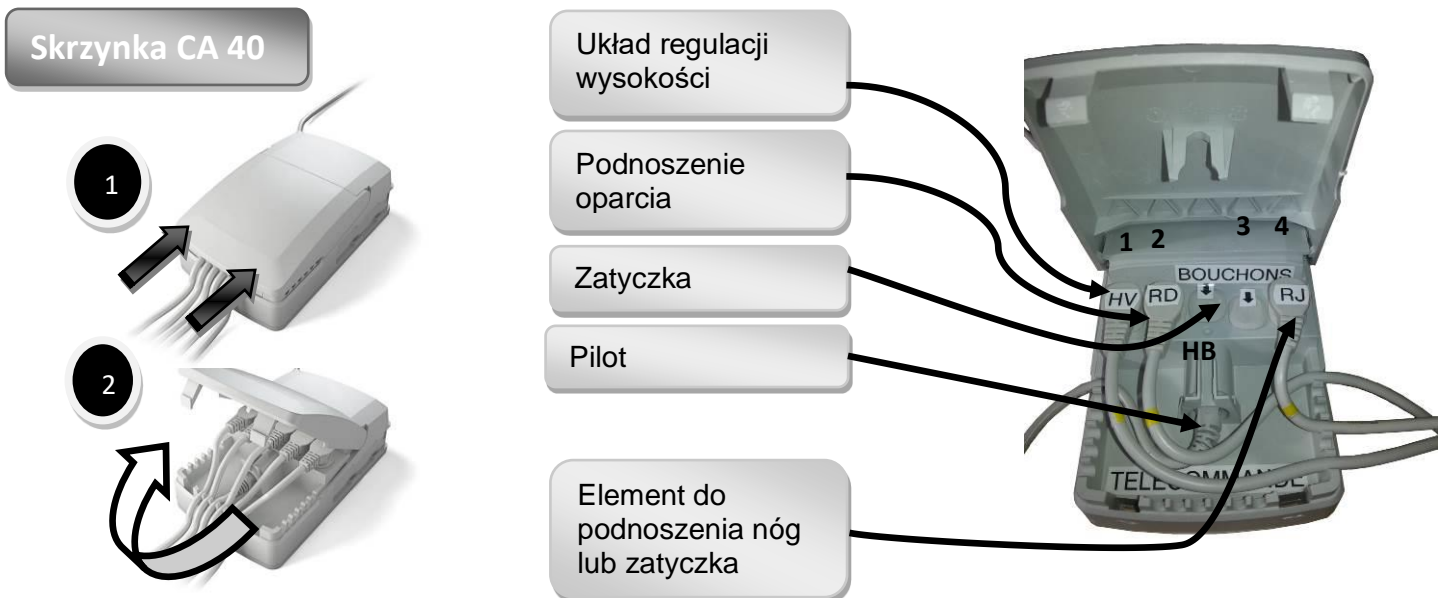 Skrzynka CA 40
1
2
Układ regulacji
wysokości
Podnoszenie
oparcia
Zatyczka
Pilot
Element do
podnoszenia nóg
lub zatyczka
1 2 3 4
BOUCHONS
HV RD RJ
HB
TELECOMMANDE